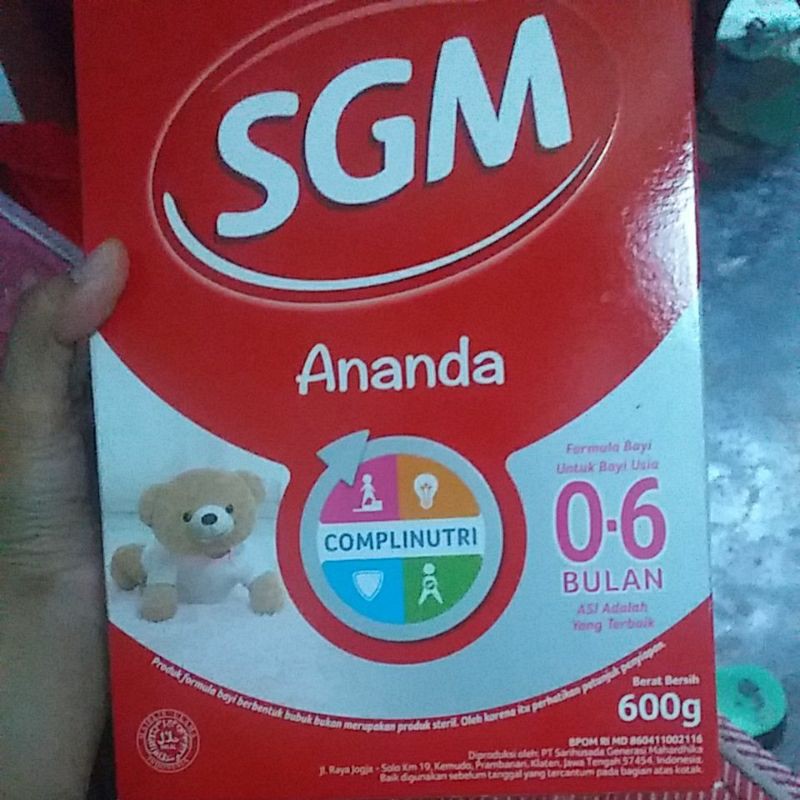 SGM
Ananda
COMPLINUTRI
Formula Bayi
Untuk Bayi Usia
0-6
BULAN
ASI Adalah
Yang Terbaik
Produk formula bayi berbentuk bubuk bukan merupakan produk steril. Oleh karena itu perhatikan petunjuk penyiapan.
Berat Bersih
600g
BPOM RI MD 860411002116
Diproduksi oleh: PT Sarihusada Generasi Mahardhika
Jl. Raya Jogja - Solo Km 19, Kemudo, Prambanan, Klaten, Jawa Tengah 57454. Indonesia.
Baik digunakan sebelum tanggal yang tercantum pada bagian atas kotak.